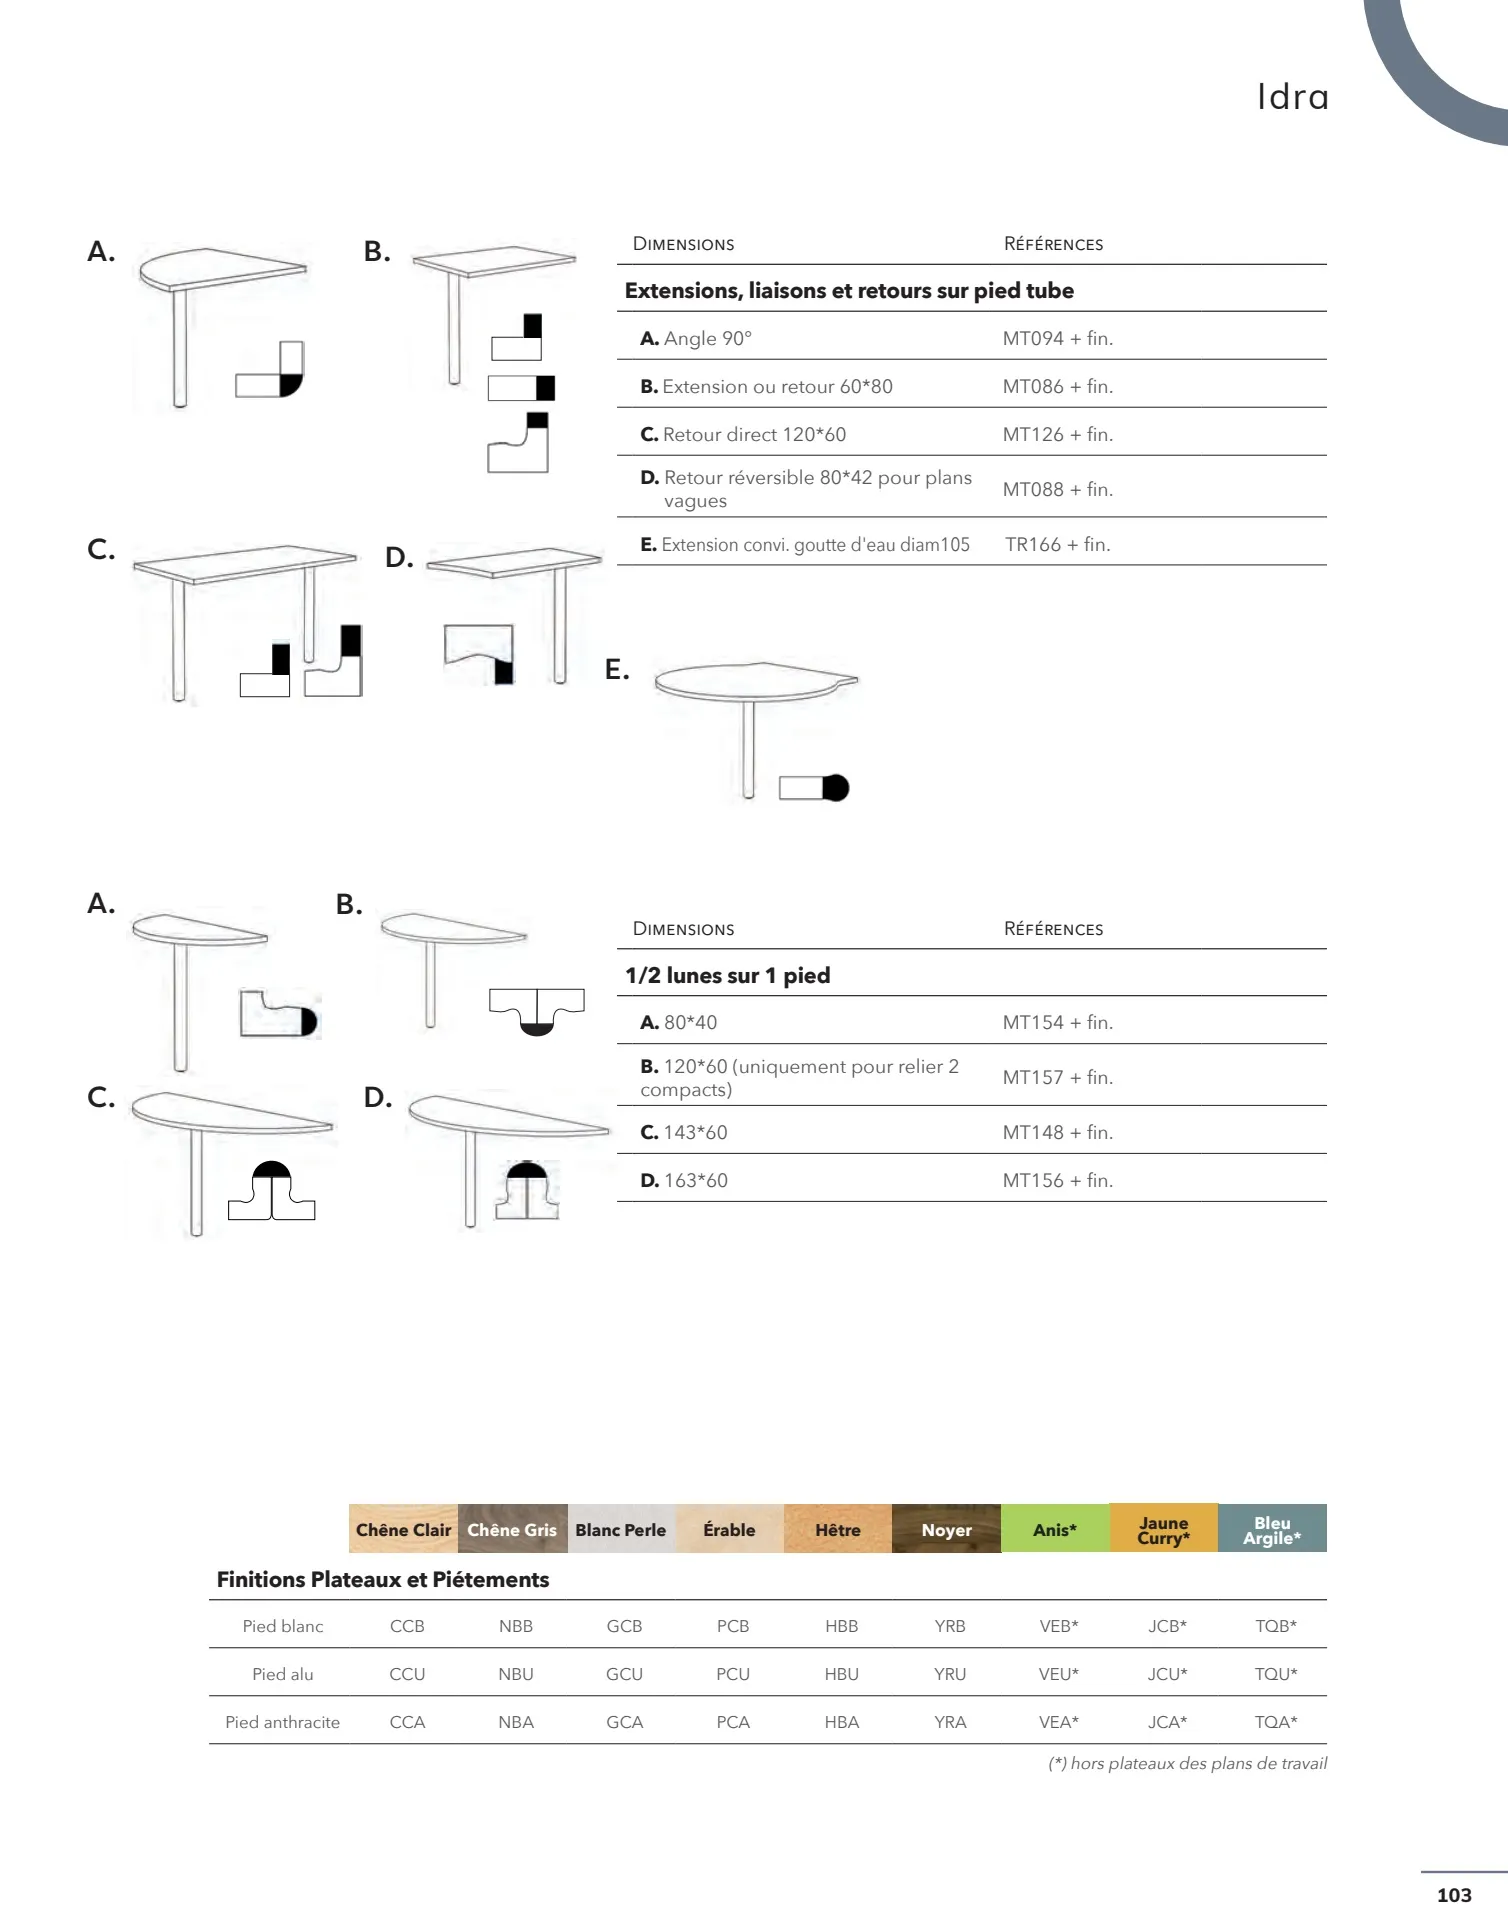 Idra
A.
B.
DIMENSIONS RÉFÉRENCES
Extensions, liaisons et retours sur pied tube
A. Angle 90° MT094 + fin.
B. Extension ou retour 60*80 MT086 + fin.
C. Retour direct 120*60 MT126 + fin.
D. Retour réversible 80*42 pour plans
vagues MT088 + fin.
E. Extension convi. goutte d'eau diam105 TR166 + fin.
C.
D.
E.
A.
B.
DIMENSIONS RÉFÉRENCES
1/2 lunes sur 1 pied
A. 80*40 MT154 + fin.
B. 120*60 (uniquement pour relier 2
compacts) MT157 + fin.
C. 143*60 MT148 + fin.
D. 163*60 MT156 + fin.
C.
D.
Chêne Clair Chêne Gris Blanc Perle Érable Hêtre Noyer Anis* Jaune Curry* Bleu Argile*
Finitions Plateaux et Piétements
Pied blanc CCB NBB GCB PCB HBB YRB VEB* JCB* TQB*
Pied alu CCU NBU GCU PCU HBU YRU VEU* JCU* TQU*
Pied anthracite CCA NBA GCA PCA HBA YRA VEA* JCA* TQA*
(*) hors plateaux des plans de travail
103